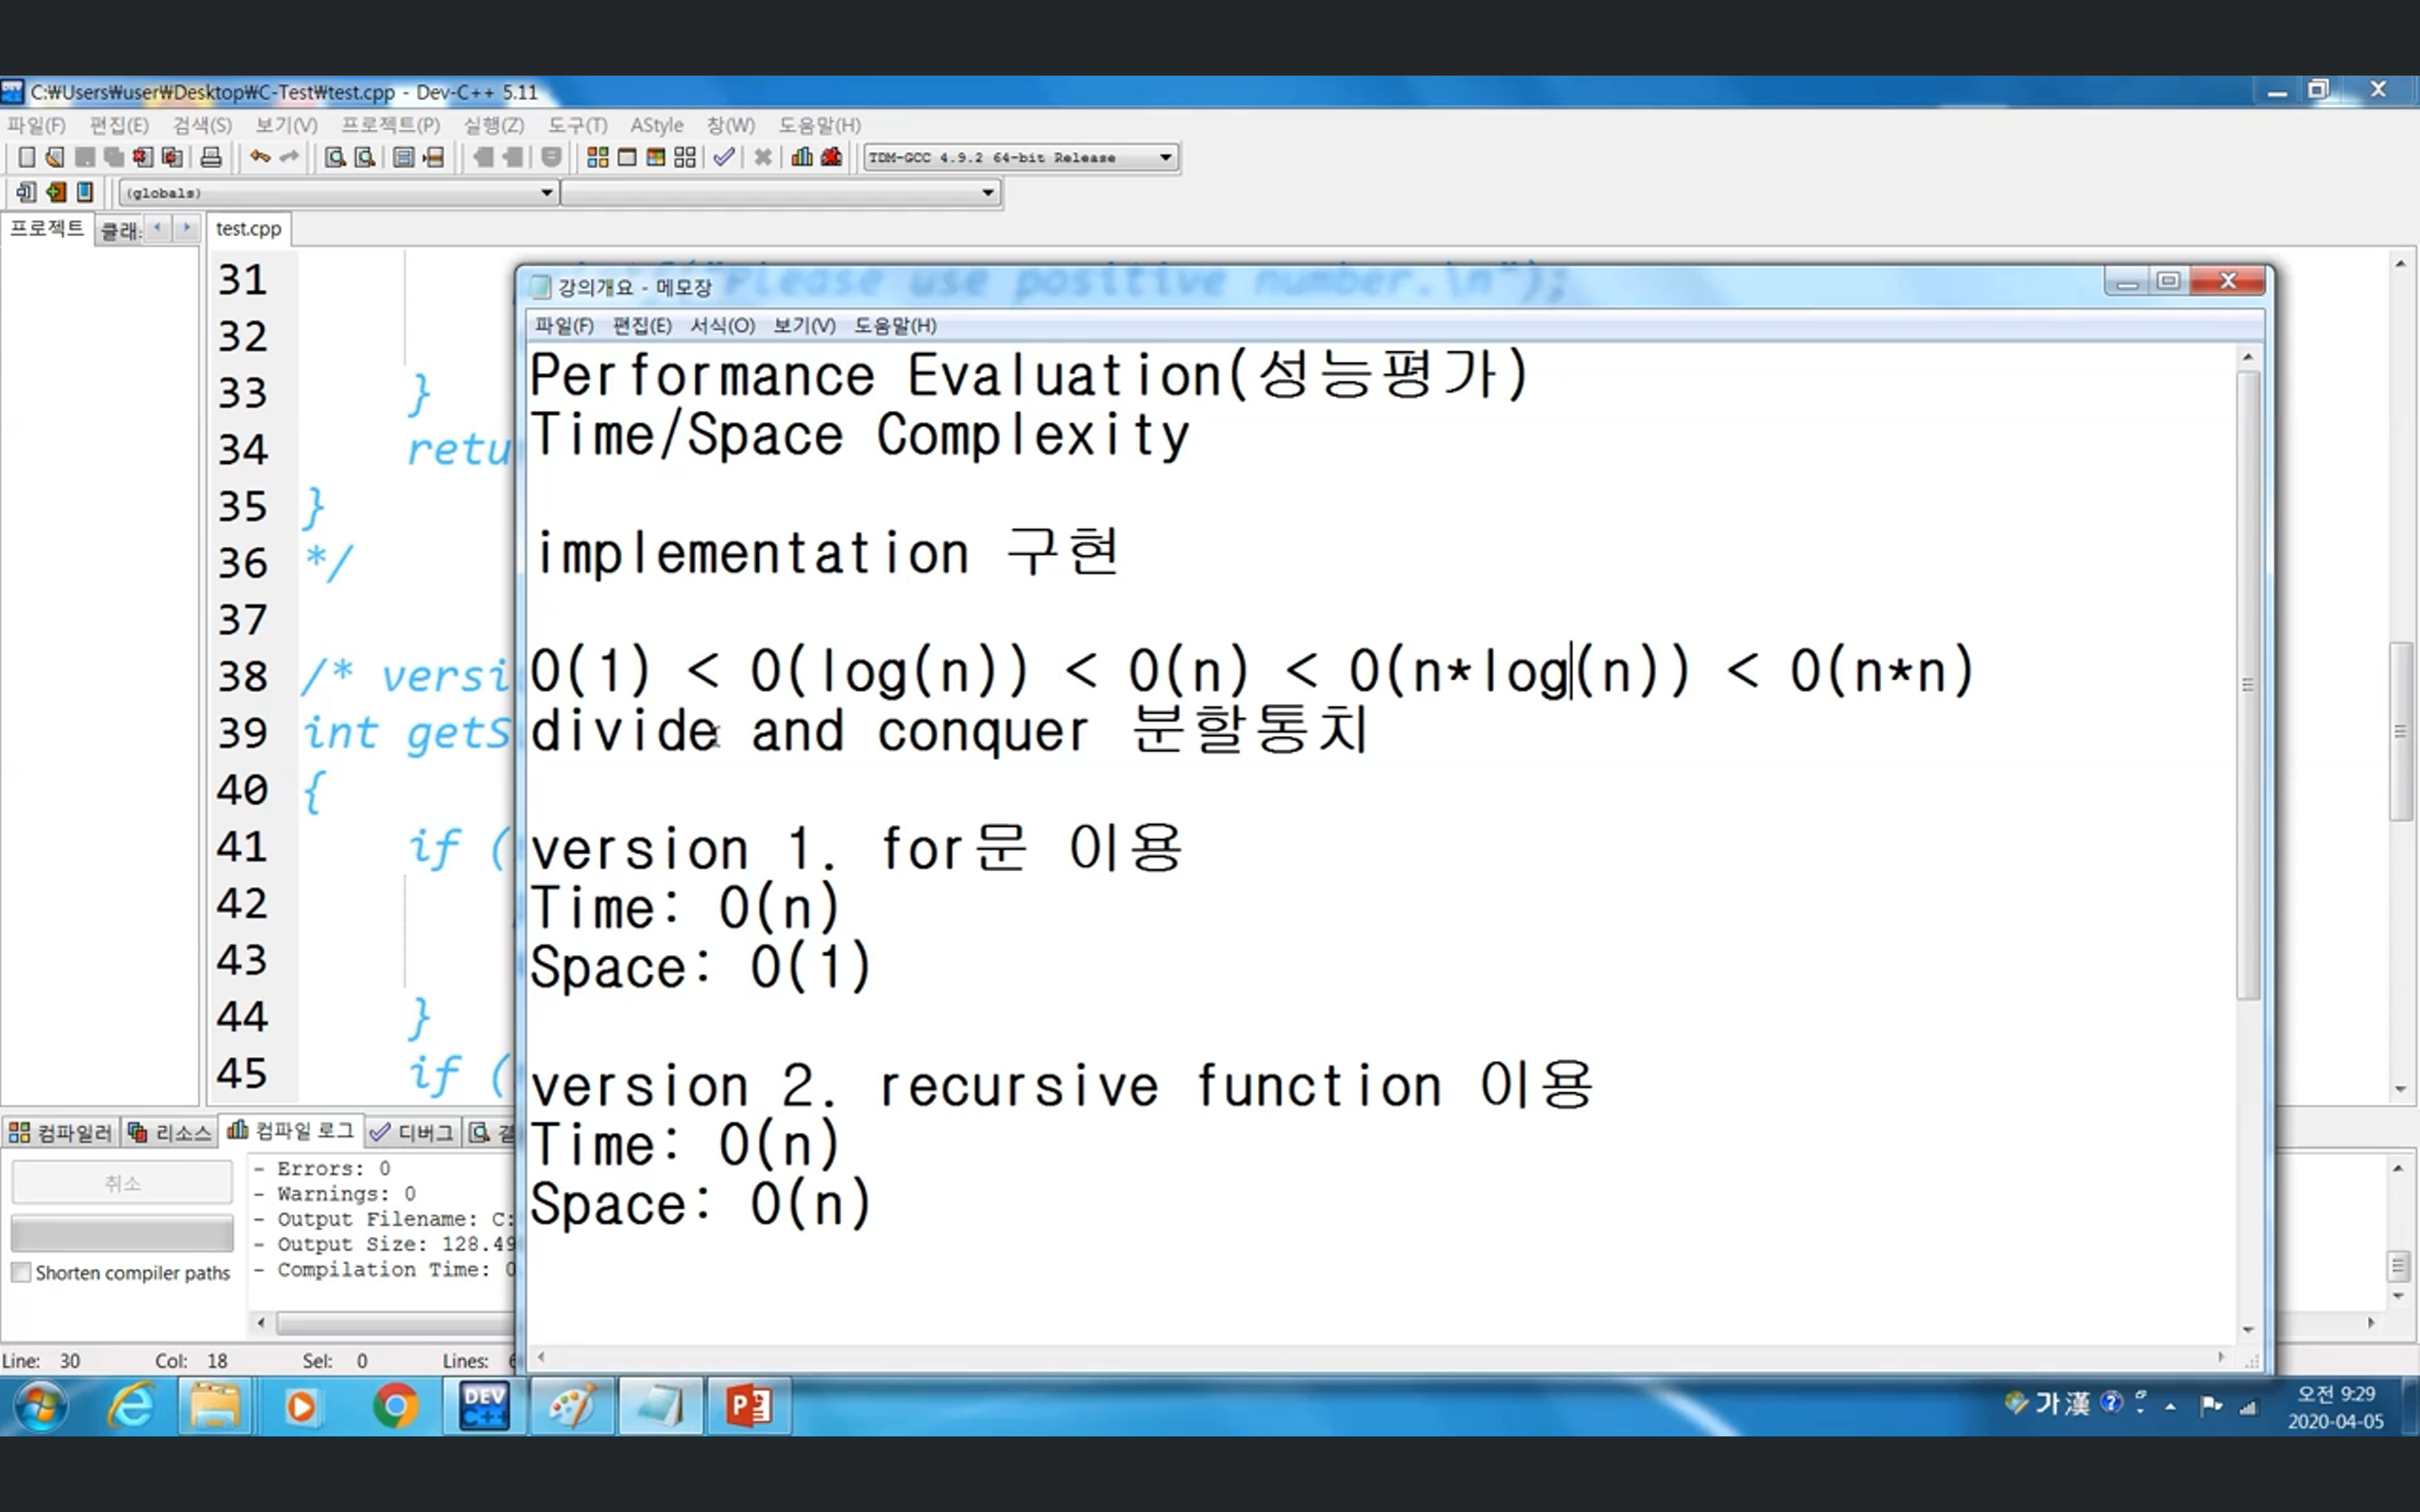 C:₩Users₩user₩Desktop₩C-Test₩test.cpp - Dev-C++ 5.11
파일(F) 편집(E) 검색(S) 보기(V) 프로젝트(P) 실행(Z) 도구(T) AStyle 창(W) 도움말(H)
TDM-GCC 4.9.2 64-bit Release
(globals)
프로젝트 클래 test.cpp
31 "Please use positive number.\n");
32
33 }
34 retu
35 }
36 */
37
38 /* versi
39 int getS
40 {
41 if (
42
43
44 }
45 if (
강의개요 - 메모장
파일(F) 편집(E) 서식(O) 보기(V) 도움말(H)
Performance Evaluation(성능평가)
Time/Space Complexity
implementation 구현
O(1) < O(log(n)) < O(n) < O(n*log(n)) < O(n*n)
divide and conquer 분할통치
version 1. for문 이용
Time: O(n)
Space: O(1)
version 2. recursive function 이용
Time: O(n)
Space: O(n)
컴파일러 리소스 컴파일 로그 디버그 결
취소
Shorten compiler paths
- Errors: 0
- Warnings: 0
- Output Filename: C:
- Output Size: 128.49
- Compilation Time: 0
Line: 30 Col: 18 Sel: 0 Lines: 6
DEV C++
가 漢
오전 9:29
2020-04-05